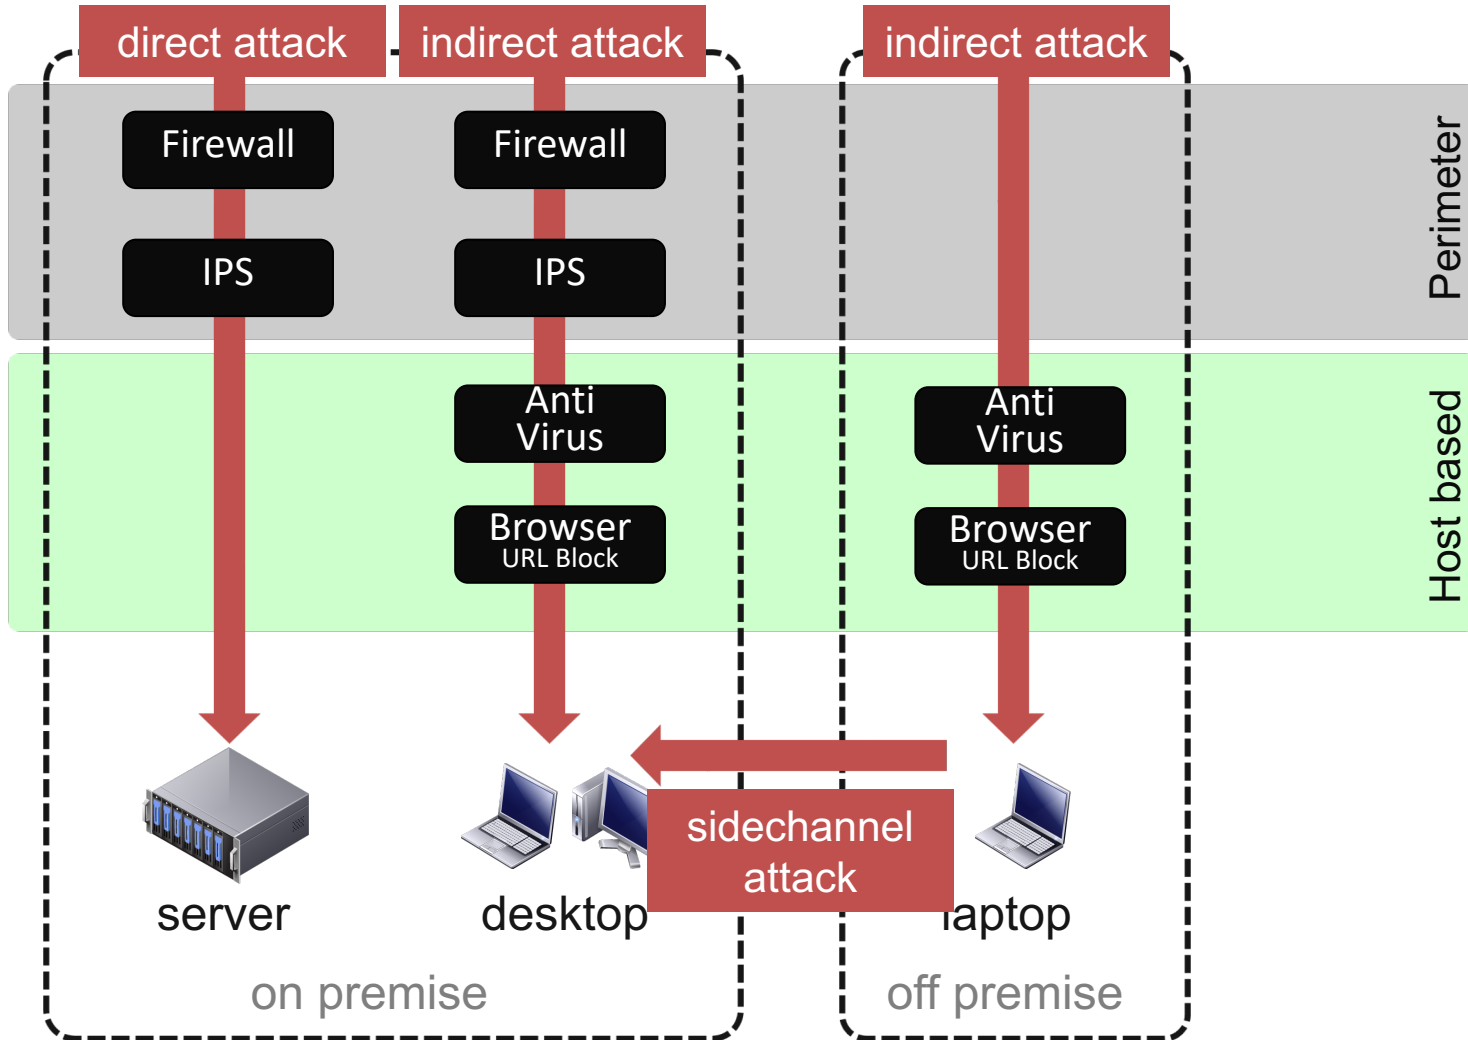 direct attack
indirect attack
indirect attack
Firewall
Firewall
IPS
IPS
Perimeter
Anti
Virus
Anti
Virus
Browser
URL Block
Browser
URL Block
Host based
sidechannel
attack
server
desktop
laptop
on premise
off premise